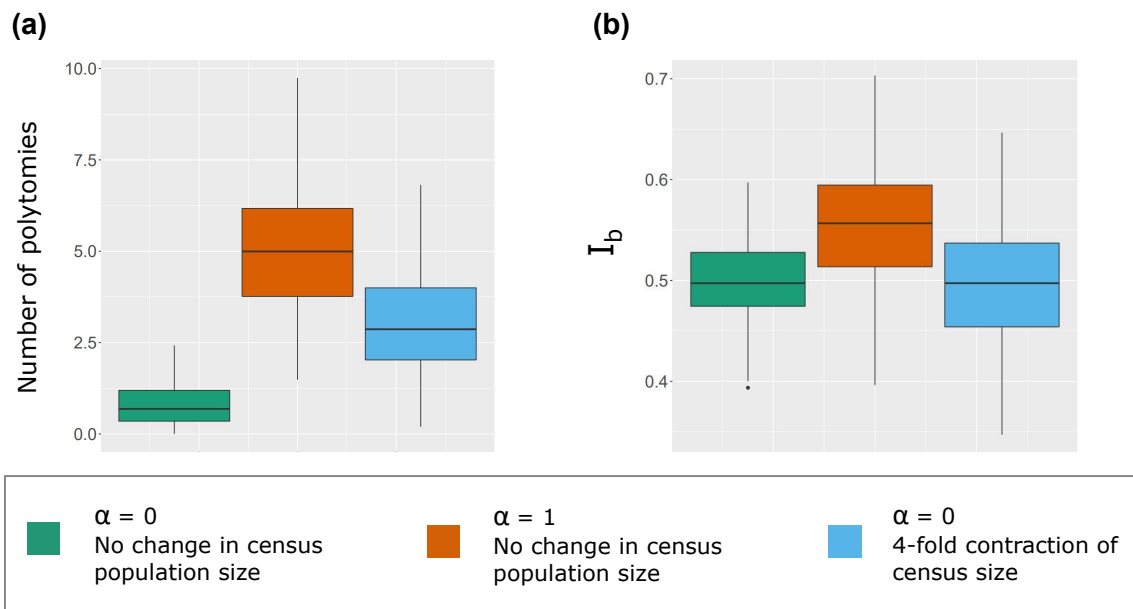 (a)
Number of polytomies
10.0
7.5
5.0
2.5
0.0
(b)
I_b
0.7
0.6
0.5
0.4
α = 0
No change in census
population size
α = 1
No change in census
population size
α = 0
4-fold contraction of
census size